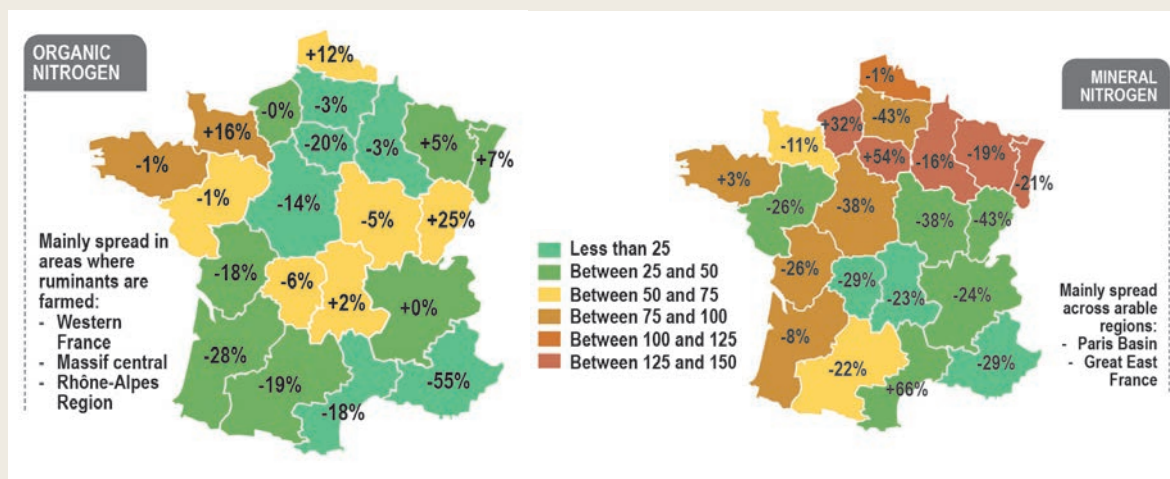 ORGANIC
NITROGEN
+12%
-0%
-3%
+16%
-20%
-3%
+5%
+7%
-1%
-1%
-14%
-5%
+25%
-18%
-6%
+2%
+0%
-28%
-19%
-18%
-55%
Mainly spread in
areas where
ruminants are
farmed:
- Western
France
- Massif central
- Rhône-Alpes
Region
Less than 25
Between 25 and 50
Between 50 and 75
Between 75 and 100
Between 100 and 125
Between 125 and 150
MINERAL
NITROGEN
-1%
+32%
-43%
-11%
+54%
-16%
-19%
-21%
+3%
-26%
-38%
-38%
-43%
-26%
-29%
-23%
-24%
-8%
-22%
+66%
-29%
Mainly spread
across arable
regions:
- Paris Basin
- Great East
France